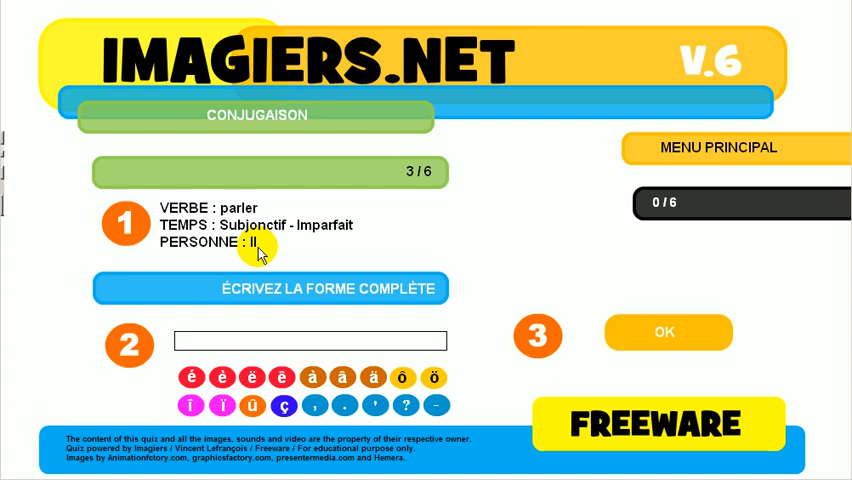 IMAGIERS.NET
V.6
CONJUGAISON
MENU PRINCIPAL
3 / 6
0 / 6
1
VERBE : parler
TEMPS : Subjonctif - Imparfait
PERSONNE : Il
ÉCRIVEZ LA FORME COMPLÈTE
2
3
OK
é è ë ê à â ä ô ö
î ï û ç , . ' ? -
FREEWARE
The content of this quiz and all the images, sounds and video are the property of their respective owner.
Quiz powered by Imagiers / Vincent Lefrançois / Freeware / For educational purpose only.
Images by Animationfctory.com, graphicsfactory.com, presentermedia.com and Hemera.